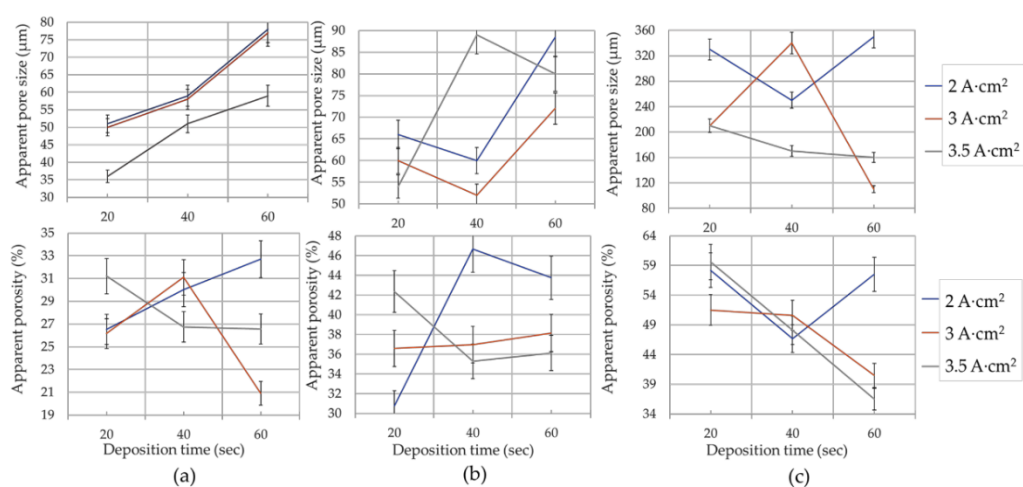 Apparent pore size (µm)
80
75
70
65
60
55
50
45
40
35
30
20 40 60
Apparent pore size (µm)
90
85
80
75
70
65
60
55
50
20 40 60
Apparent pore size (µm)
360
320
280
240
200
160
120
80
20 40 60
2 A·cm²
3 A·cm²
3.5 A·cm²
Apparent porosity (%)
35
33
31
29
27
25
23
21
19
20 40 60
Deposition time (sec)
(a)
Apparent porosity (%)
48
46
44
42
40
38
36
34
32
30
20 40 60
Deposition time (sec)
(b)
Apparent porosity (%)
64
59
54
49
44
39
34
20 40 60
Deposition time (sec)
(c)
2 A·cm²
3 A·cm²
3.5 A·cm²